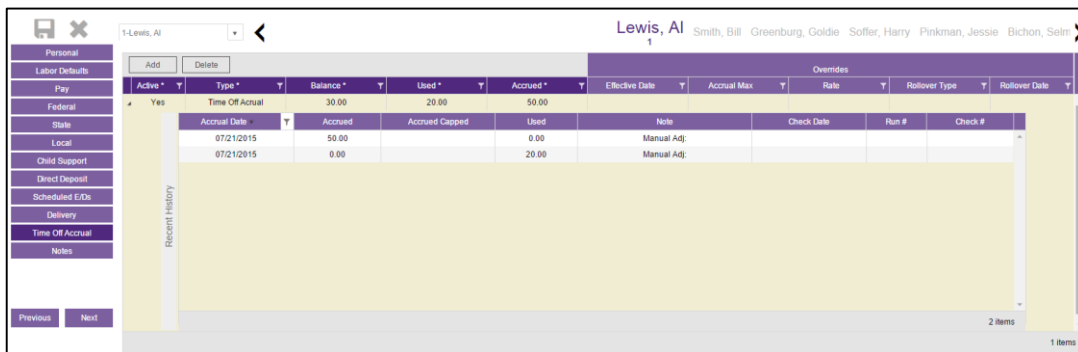 1-Lewis, Al
Lewis, Al Smith, Bill Greenburg, Goldie Soffer, Harry Pinkman, Jessie Bichon, Selm
1
Personal
Labor Defaults
Pay
Federal
State
Local
Child Support
Direct Deposit
Scheduled E/Ds
Delivery
Time Off Accrual
Notes
Previous Next
Add Delete
Overrides
Active * Type * Balance * Used * Accrued * Effective Date Accrual Max Rate Rollover Type Rollover Date
Yes Time Off Acrual 30.00 20.00 50.00
Accrual Date Accrued Accrued Capped Used Note Check Date Run # Check #
07/21/2015 50.00 0.00 Manual Adj:
07/21/2015 0.00 20.00 Manual Adj:
Recent History
2 items
1 items